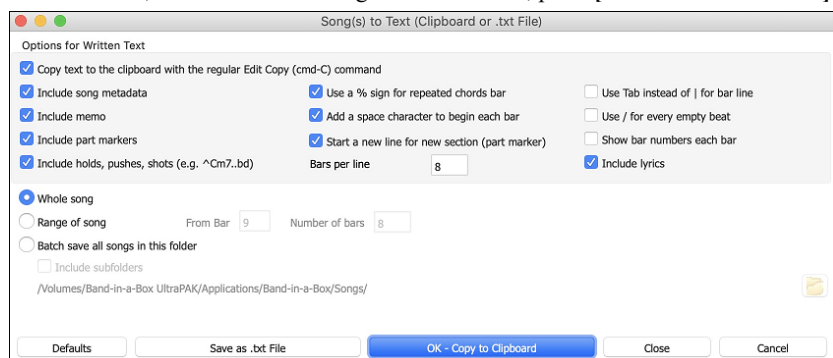 Song(s) to Text (Clipboard or .txt File)
Options for Written Text
Copy text to the clipboard with the regular Edit Copy (cmd-C) command
Include song metadata Use a % sign for repeated chords bar Use Tab instead of | for bar line
Include memo Add a space character to begin each bar Use / for every empty beat
Include part markers Start a new line for new section (part marker) Show bar numbers each bar
Include holds, pushes, shots (e.g. ^Cm7..bd) Bars per line 8 Include lyrics
Whole song
Range of song From Bar 9 Number of bars 8
Batch save all songs in this folder
Include subfolders
/Volumes/Band-in-a-Box UltraPAK/Applications/Band-in-a-Box/Songs/
Defaults Save as .txt File OK - Copy to Clipboard Close Cancel